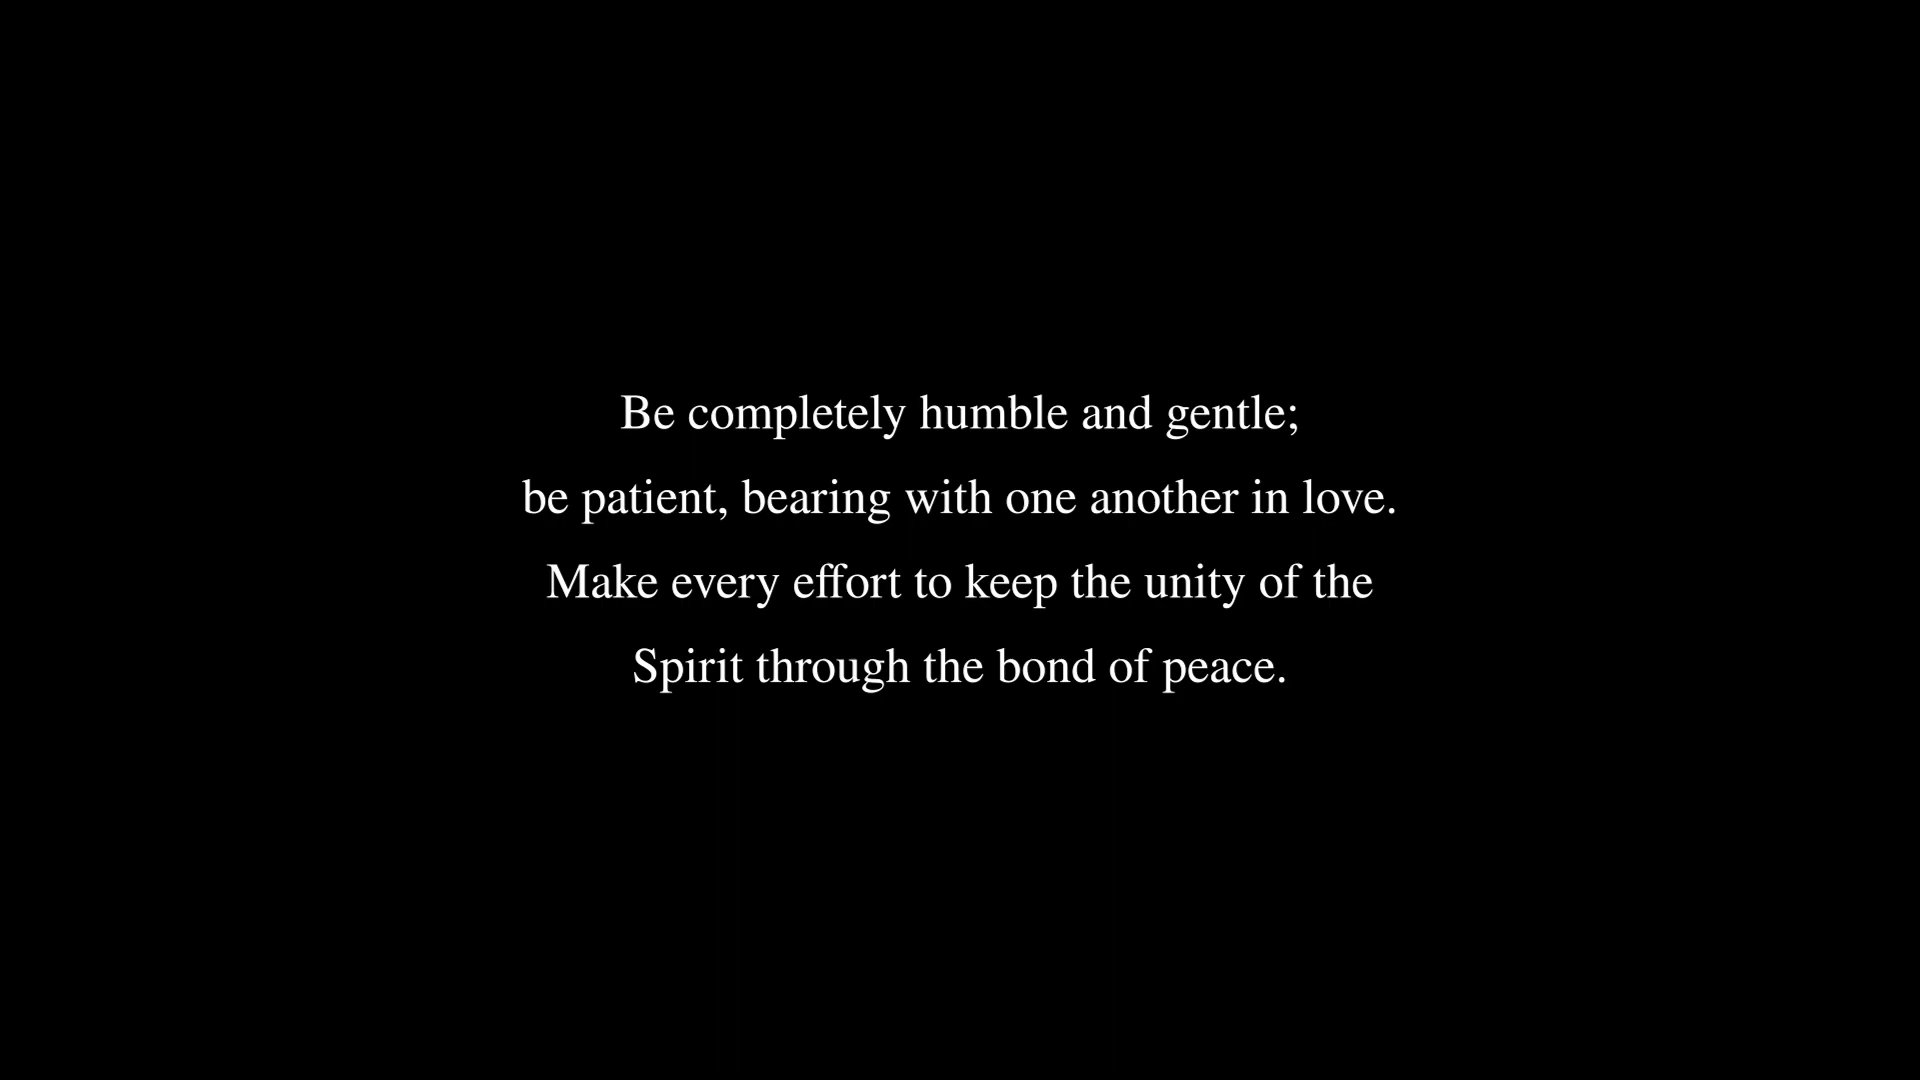 Be completely humble and gentle;
be patient, bearing with one another in love.
Make every effort to keep the unity of the
Spirit through the bond of peace.